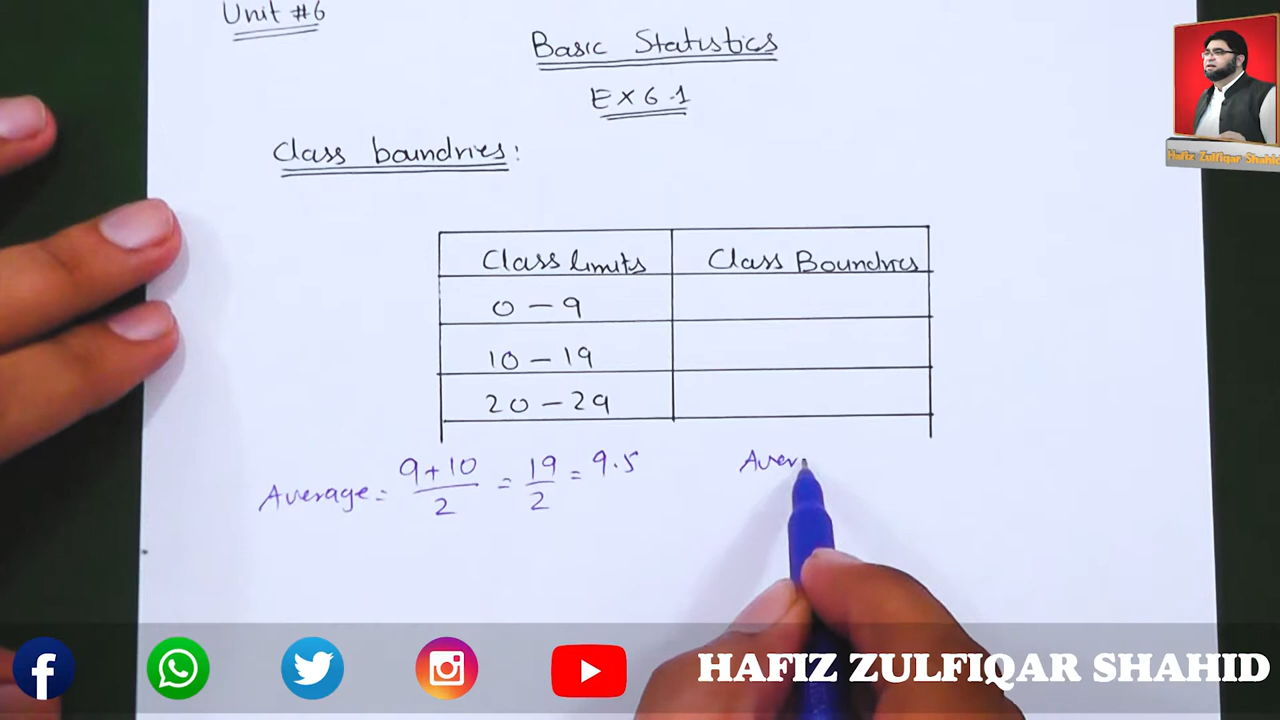 Unit #6
Basic Statistics
Ex 6.1
Class boundries:
Class limits Class Boundries
0 — 9
10 — 19
20 — 29
Average = 9+10/2 = 19/2 = 9.5
Aver
Hafiz Zulfiqar Shahid
HAFIZ ZULFIQAR SHAHID